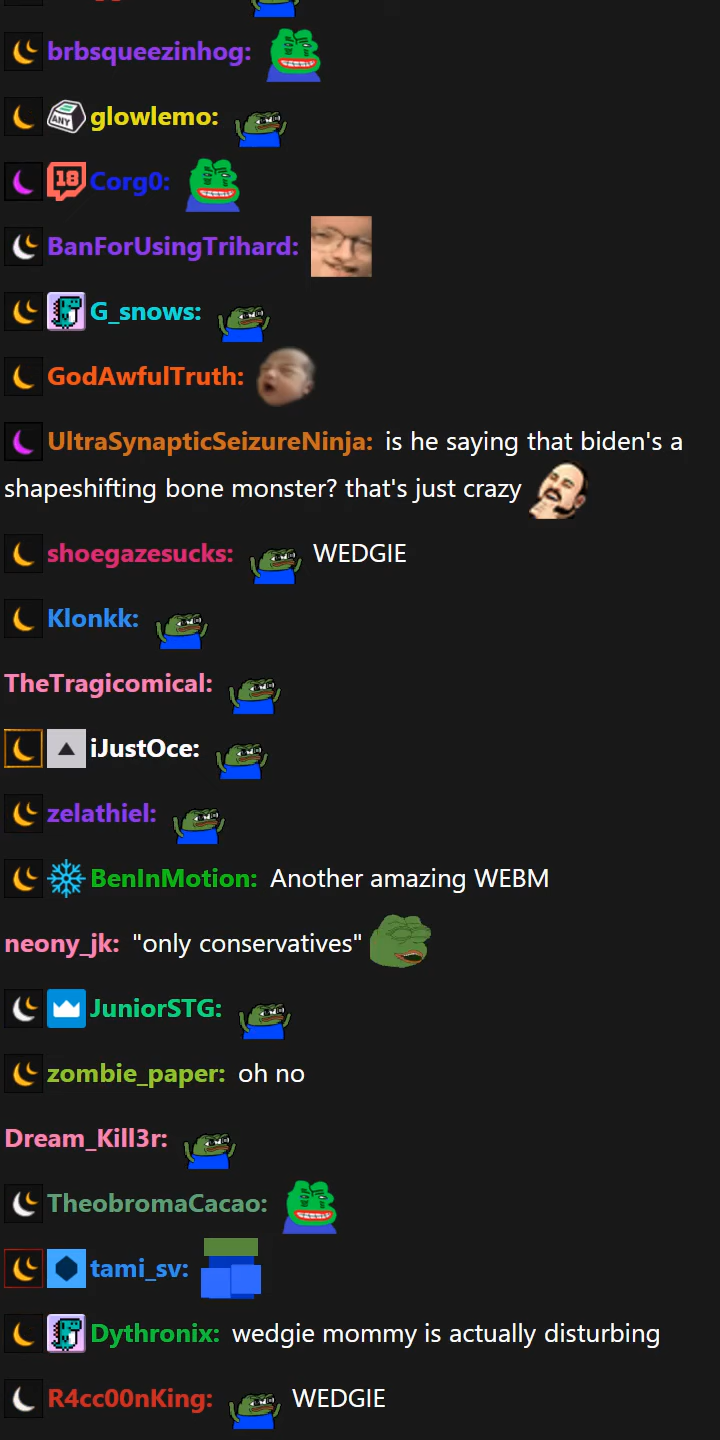 brbsqueezinhog:
ANY glowlemo:
18 Corg0:
BanForUsingTrihard:
G_snows:
GodAwfulTruth:
UltraSynapticSeizureNinja: is he saying that biden's a
shapeshifting bone monster? that's just crazy
shoegazesucks: WEDGIE
Klonkk:
TheTragicomical:
iJustOce:
zelathiel:
BenInMotion: Another amazing WEBM
neony_jk: "only conservatives"
JuniorSTG:
zombie_paper: oh no
Dream_Kill3r:
TheobromaCacao:
tami_sv:
Dythronix: wedgie mommy is actually disturbing
R4cc00nKing: WEDGIE